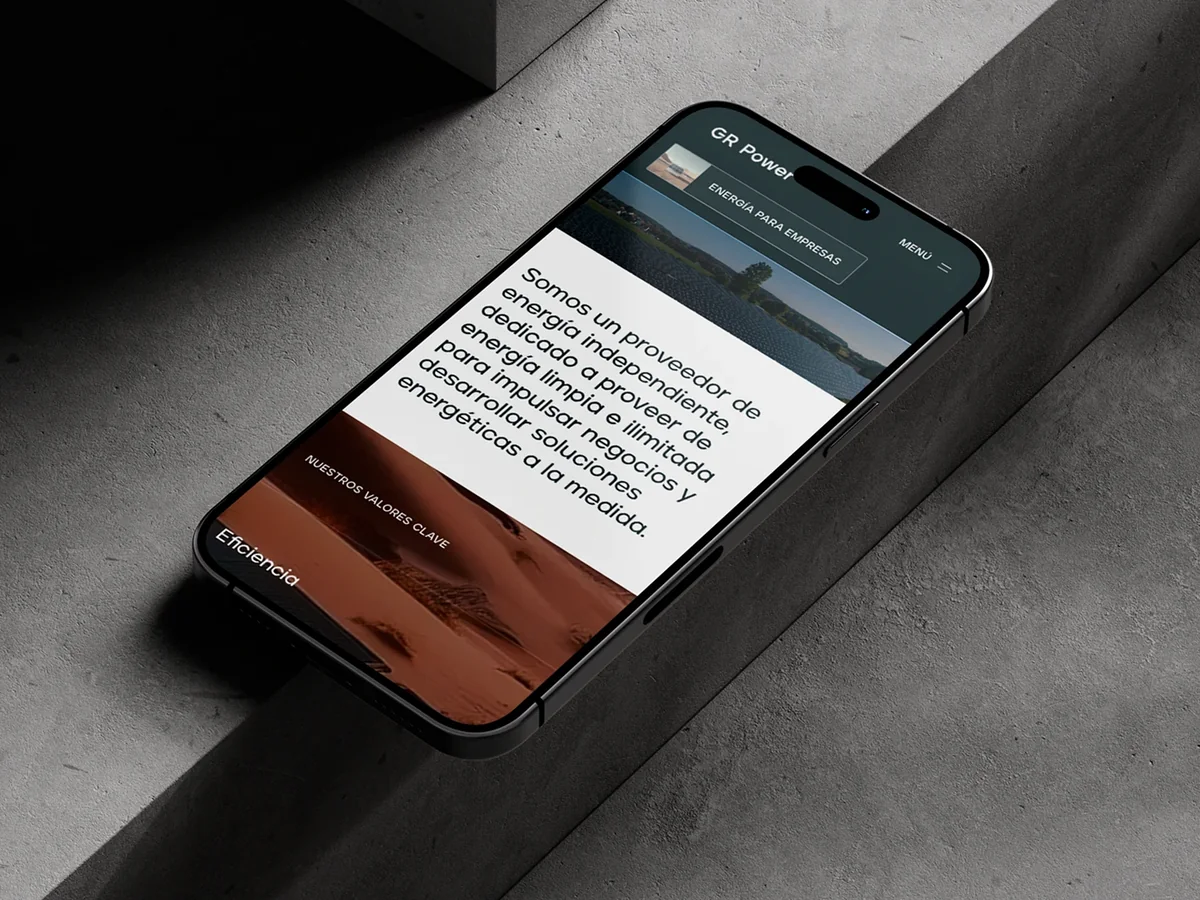 GR Power
ENERGÍA PARA EMPRESAS
MENÚ
Somos un proveedor de
energía independiente,
dedicado a proveer de
energía limpia e ilimitada
para impulsar negocios y
desarrollar soluciones
energéticas a la medida.
NUESTROS VALORES CLAVE
Eficiencia